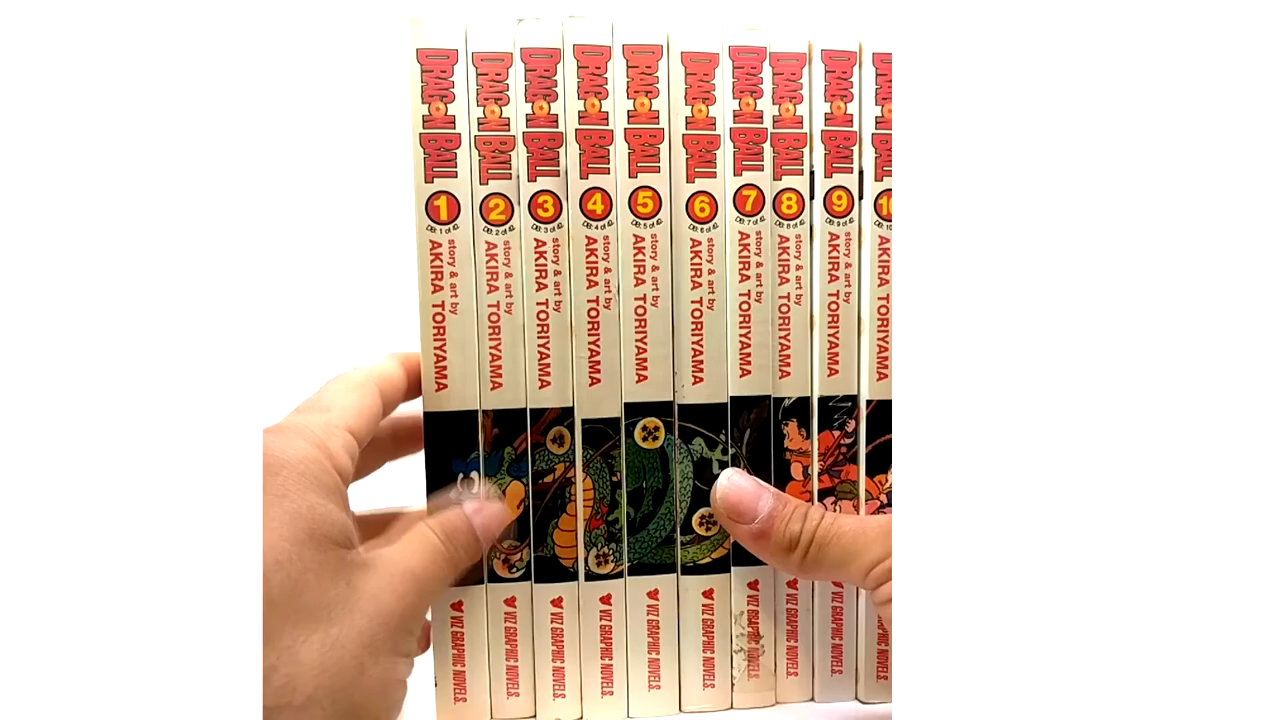 DRAGON BALL
1
DB: 1 of 42
story & art by
AKIRA TORIYAMA
VIZ GRAPHIC NOVELS.
DRAGON BALL
2
DB: 2 of 42
story & art by
AKIRA TORIYAMA
VIZ GRAPHIC NOVELS.
DRAGON BALL
3
DB: 3 of 42
story & art by
AKIRA TORIYAMA
VIZ GRAPHIC NOVELS.
DRAGON BALL
4
DB: 4 of 42
story & art by
AKIRA TORIYAMA
VIZ GRAPHIC NOVELS.
DRAGON BALL
5
DB: 5 of 42
story & art by
AKIRA TORIYAMA
VIZ GRAPHIC NOVELS.
DRAGON BALL
6
DB: 6 of 42
story & art by
AKIRA TORIYAMA
VIZ GRAPHIC NOVELS.
DRAGON BALL
7
DB: 7 of 42
story & art by
AKIRA TORIYAMA
VIZ GRAPHIC NOVELS.
DRAGON BALL
8
DB: 8 of 42
story & art by
AKIRA TORIYAMA
VIZ GRAPHIC NOVELS.
DRAGON BALL
9
DB: 9 of 42
story & art by
AKIRA TORIYAMA
VIZ GRAPHIC NOVELS.
DRAGON BALL
10
DB: 10
AKIRA TORIYAMA
GRAPHIC NOVELS.